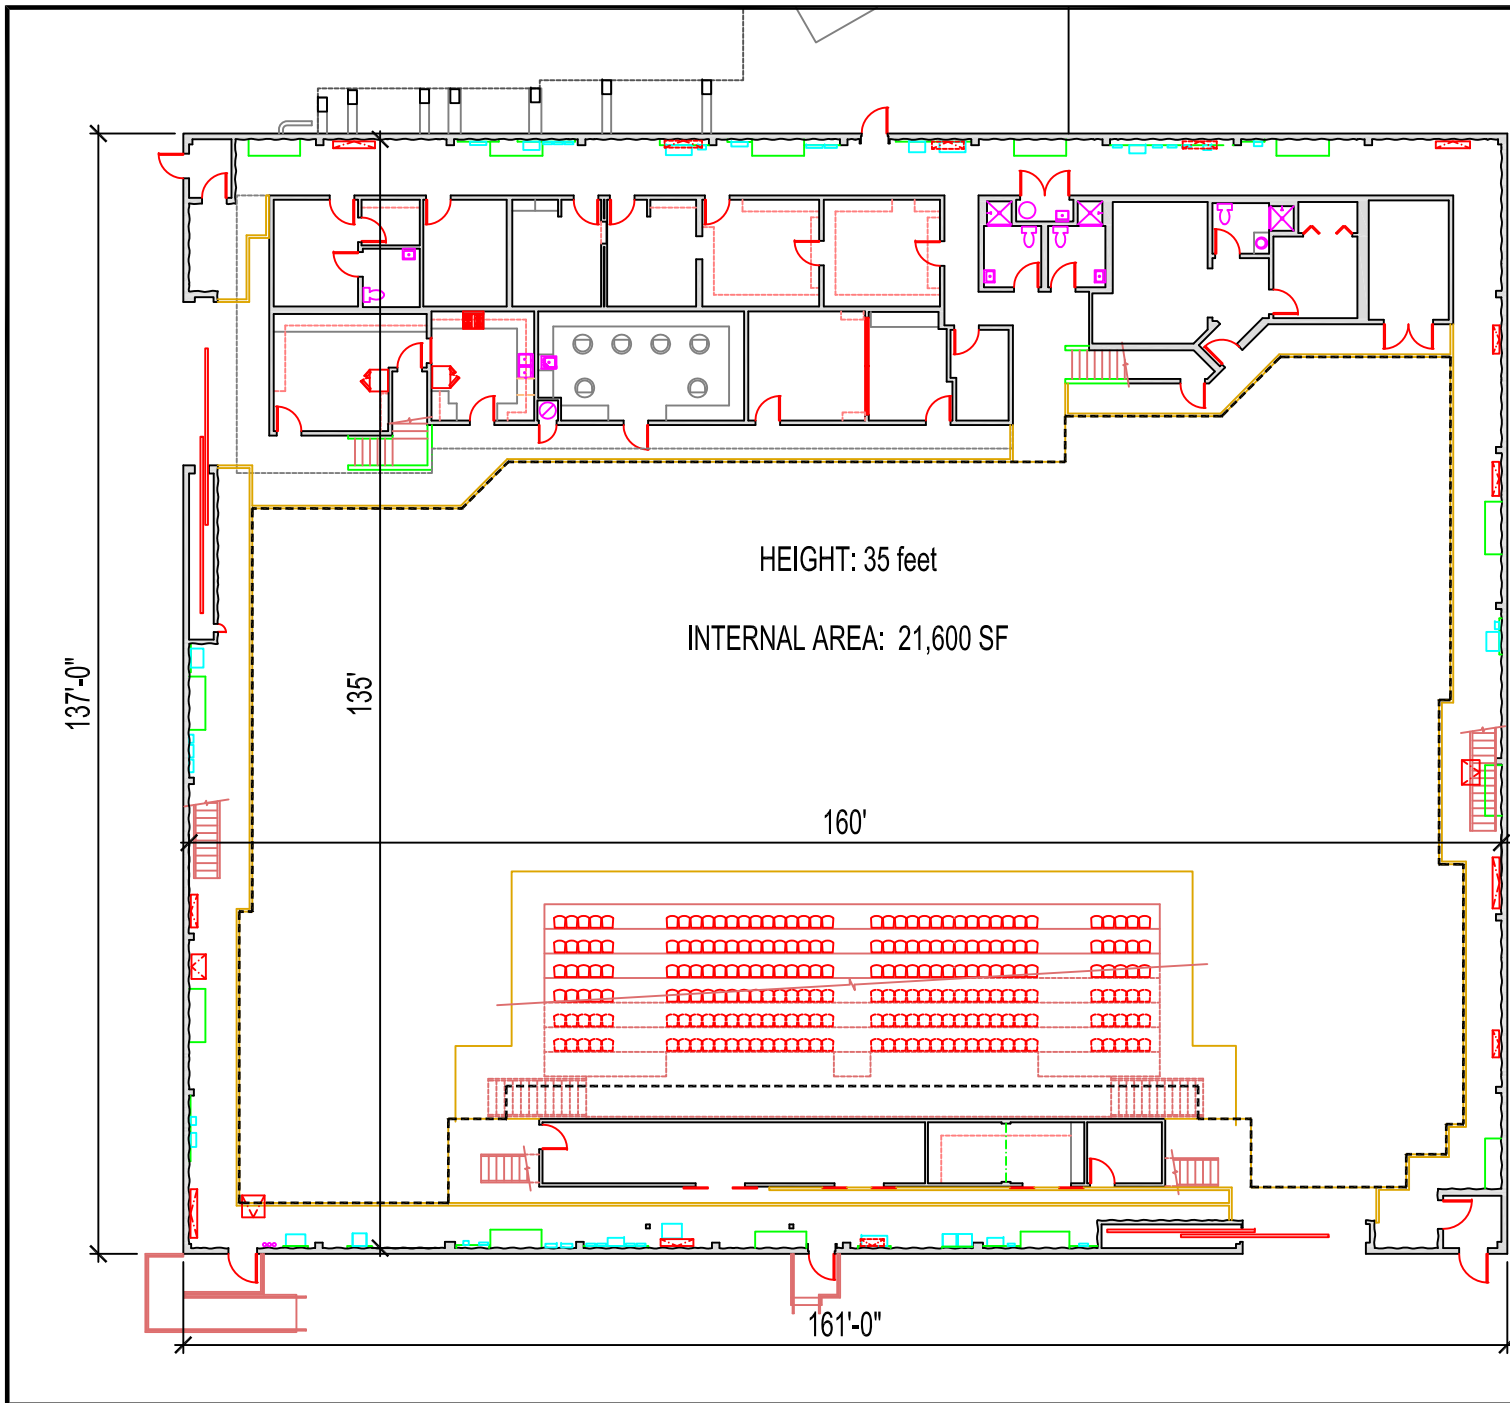 HEIGHT: 35 feet
INTERNAL AREA: 21,600 SF
137'-0"
135'
160'
161'-0"